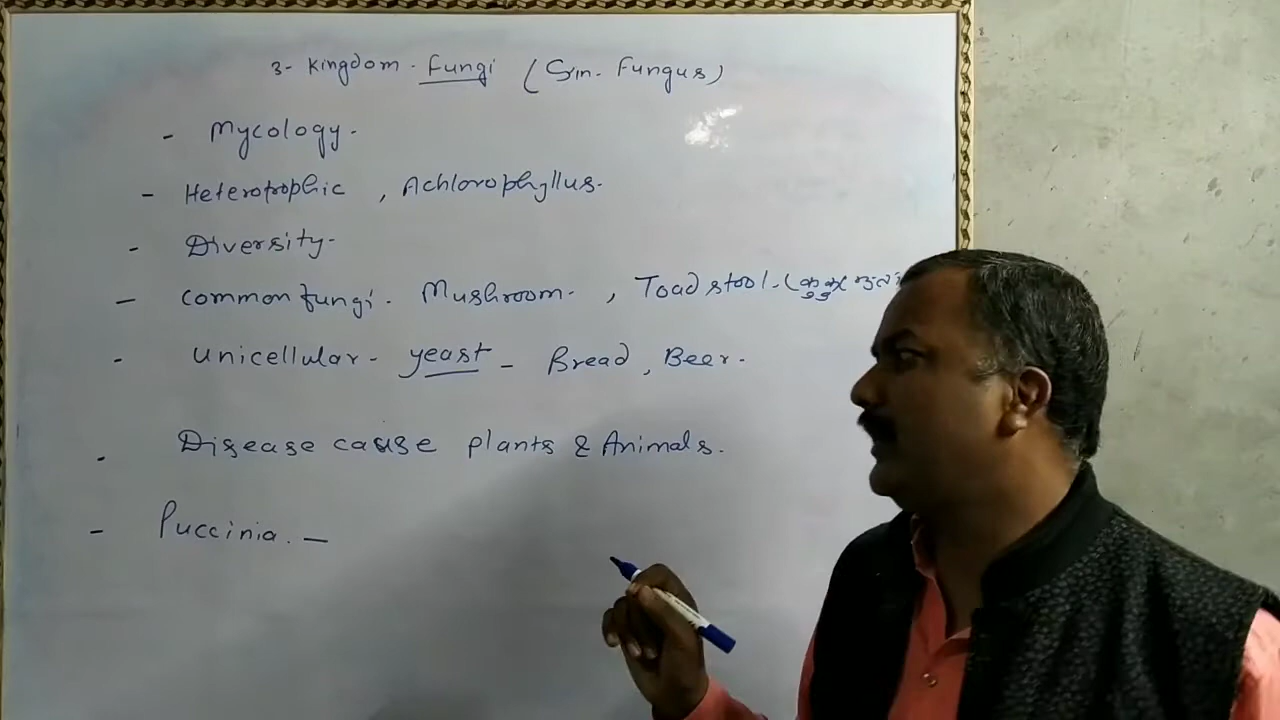 3- Kingdom - Fungi (Sin. Fungus)
- Mycology -
- Heterotrophic , Achlorophyllus.
- Diversity-
- common fungi. Mushroom. , Toad stool. (
- Unicellular - yeast - Bread , Beer.
. Disease cause plants & Animals.
- Puccinia. -